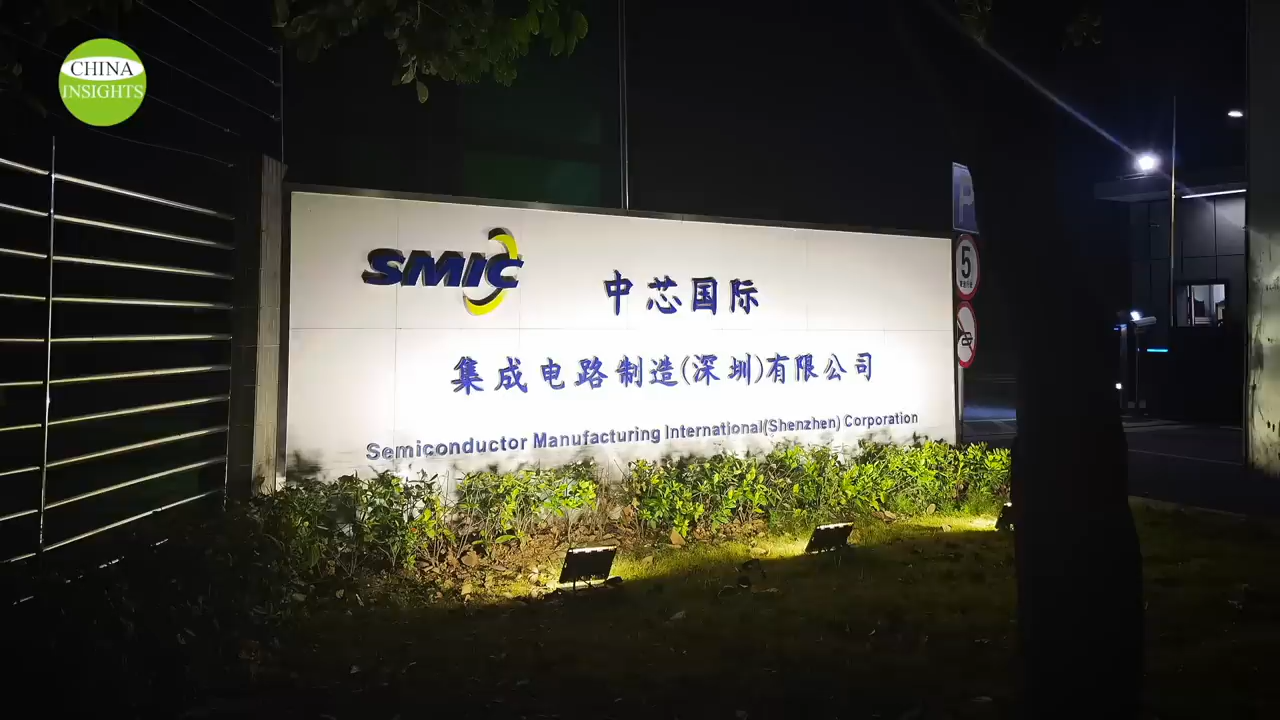 CHINA
INSIGHTS
SMIC 中芯国际
集成电路制造(深圳)有限公司
Semiconductor Manufacturing International(Shenzhen) Corporation
P
5